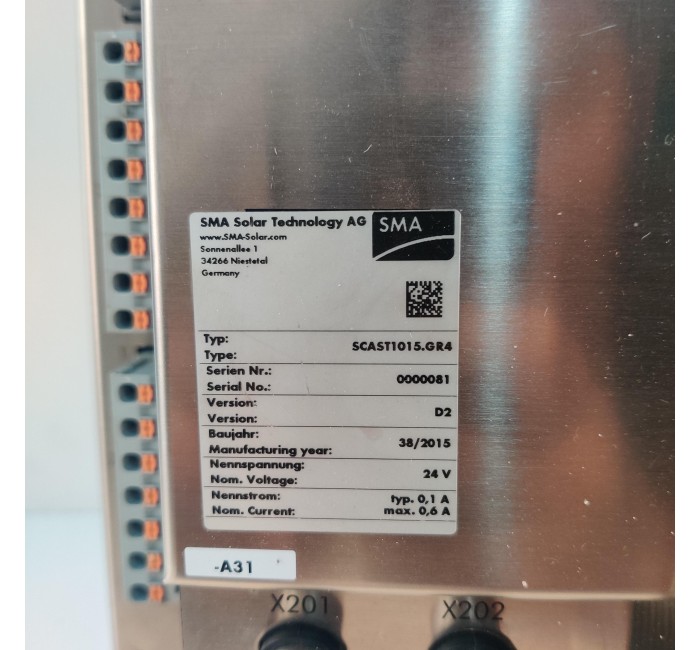 SMA Solar Technology AG
SMA
www.SMA-Solar.com
Sonnenallee 1
34266 Niestetal
Germany
Typ:
Type:
SCAST1015.GR4
Serien Nr.:
Serial No.:
0000081
Version:
Version:
D2
Baujahr:
Manufacturing year:
38/2015
Nennspannung:
Nom. Voltage:
24 V
Nennstrom: typ. 0,1 A
Nom. Current: max. 0,6 A
-A31
X201 X202